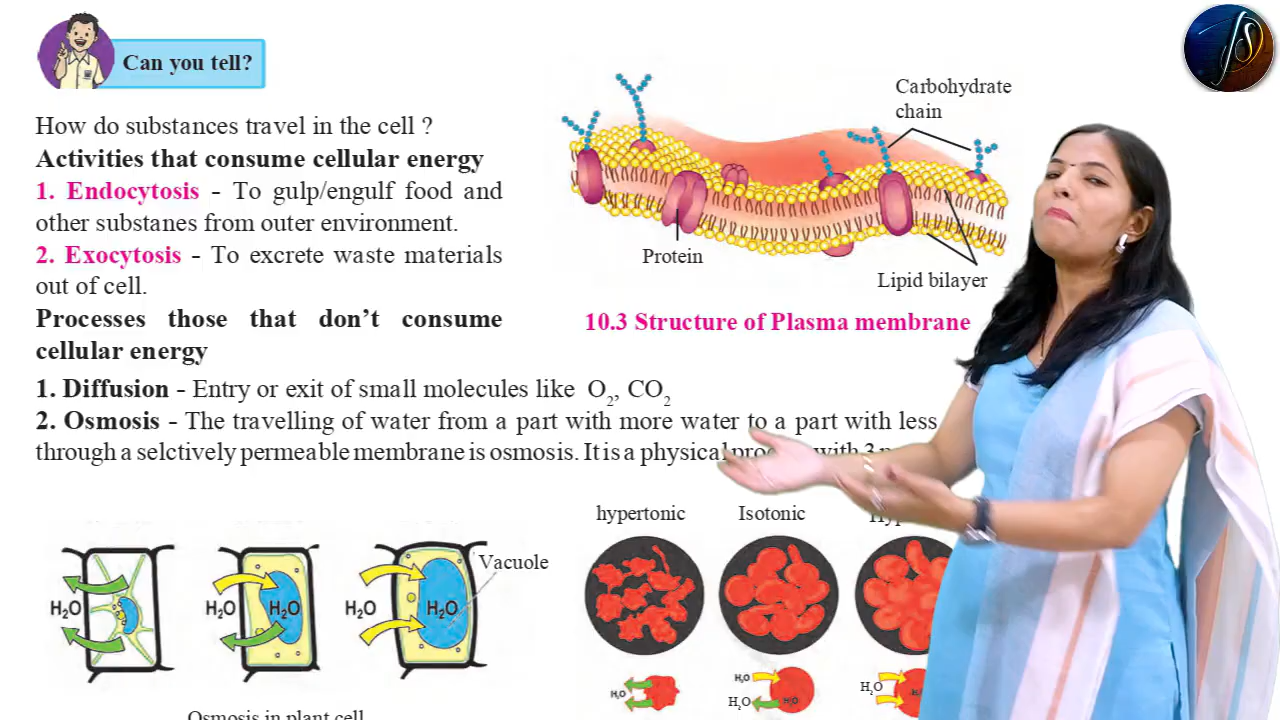 Can you tell?
How do substances travel in the cell ?
Activities that consume cellular energy
1. Endocytosis - To gulp/engulf food and
other substanes from outer environment.
2. Exocytosis - To excrete waste materials
out of cell.
Processes those that don't consume
cellular energy
1. Diffusion - Entry or exit of small molecules like O2, CO2
2. Osmosis - The travelling of water from a part with more water to a part with less
through a selctively permeable membrane is osmosis. It is a physical with 3
Carbohydrate
chain
Protein
Lipid bilayer
10.3 Structure of Plasma membrane
H2O
H2O
H2O
H2O
H2O
Vacuole
Osmosis in plant cell
hypertonic
Isotonic
H2O
H2O
H2O
H2O
H2O